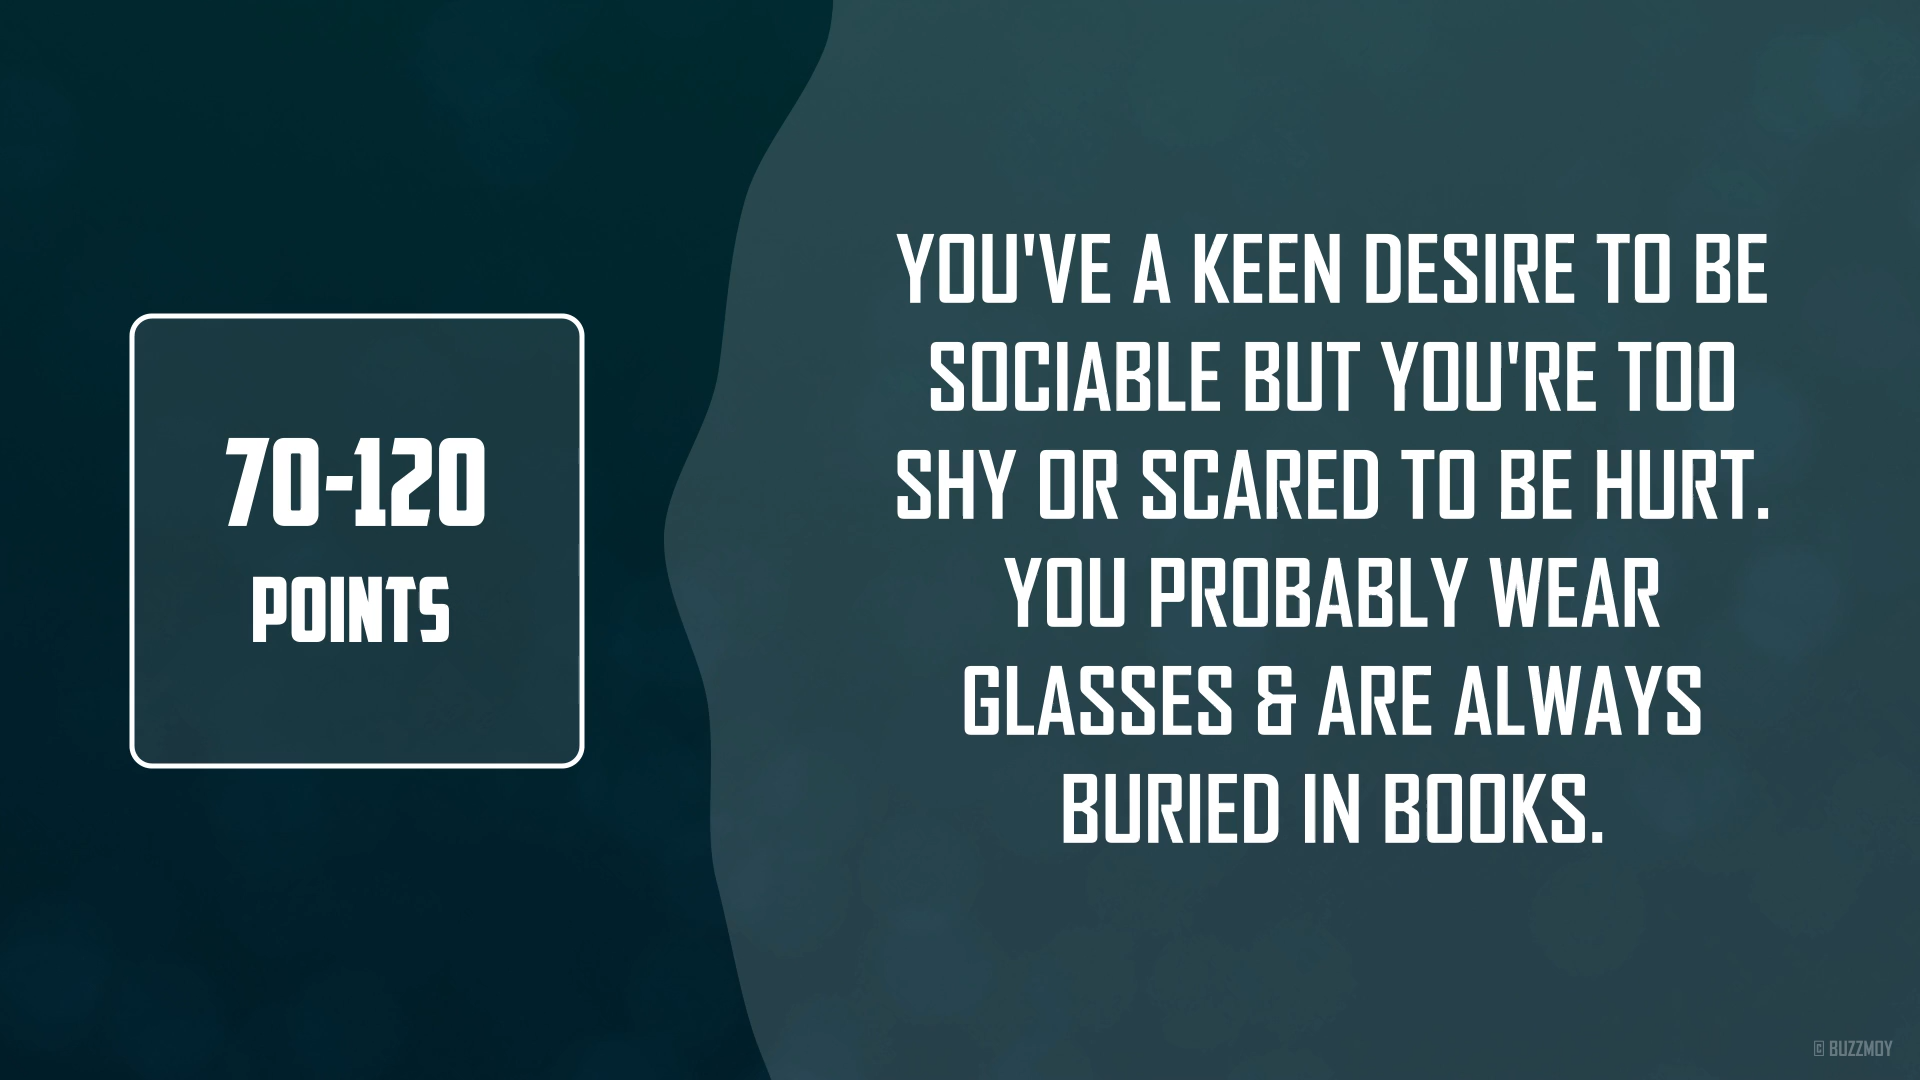 70-120
POINTS
YOU'VE A KEEN DESIRE TO BE
SOCIABLE BUT YOU'RE TOO
SHY OR SCARED TO BE HURT.
YOU PROBABLY WEAR
GLASSES & ARE ALWAYS
BURIED IN BOOKS.
© BUZZMOY